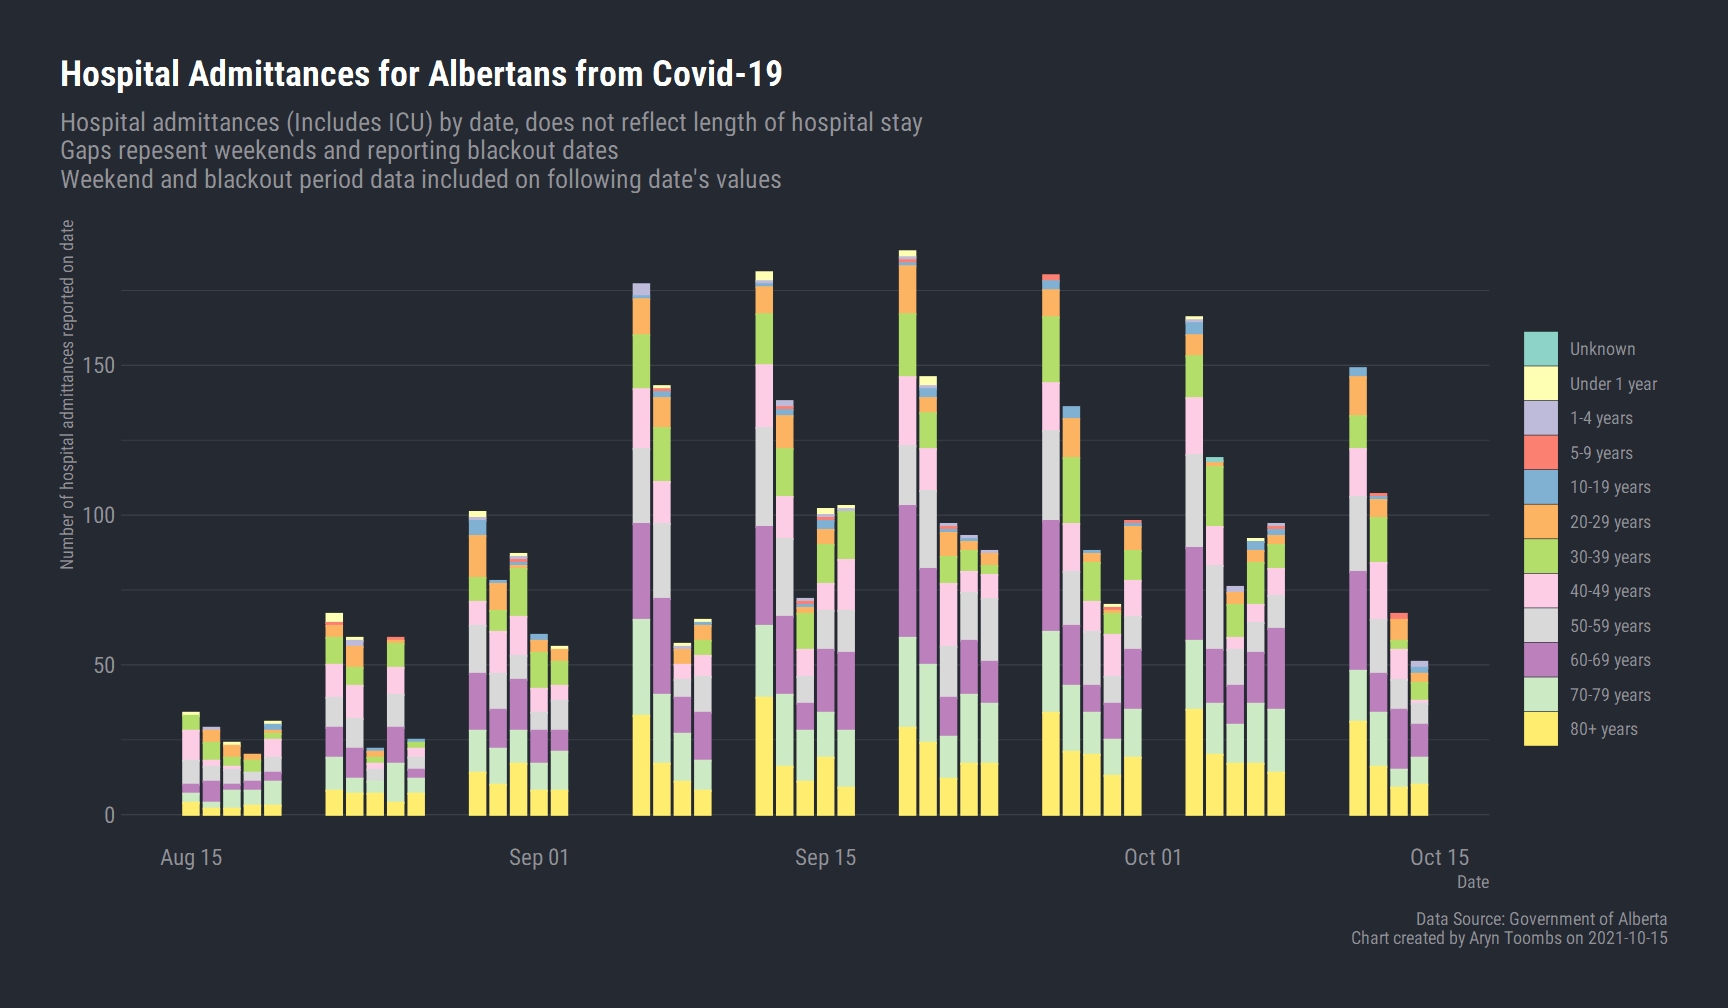 Hospital Admittances for Albertans from Covid-19
Hospital admittances (Includes ICU) by date, does not reflect length of hospital stay
Gaps repesent weekends and reporting blackout dates
Weekend and blackout period data included on following date's values
Number of hospital admittances reported on date
150
100
50
0
Aug 15
Sep 01
Sep 15
Oct 01
Oct 15
Date
Unknown
Under 1 year
1-4 years
5-9 years
10-19 years
20-29 years
30-39 years
40-49 years
50-59 years
60-69 years
70-79 years
80+ years
Data Source: Government of Alberta
Chart created by Aryn Toombs on 2021-10-15